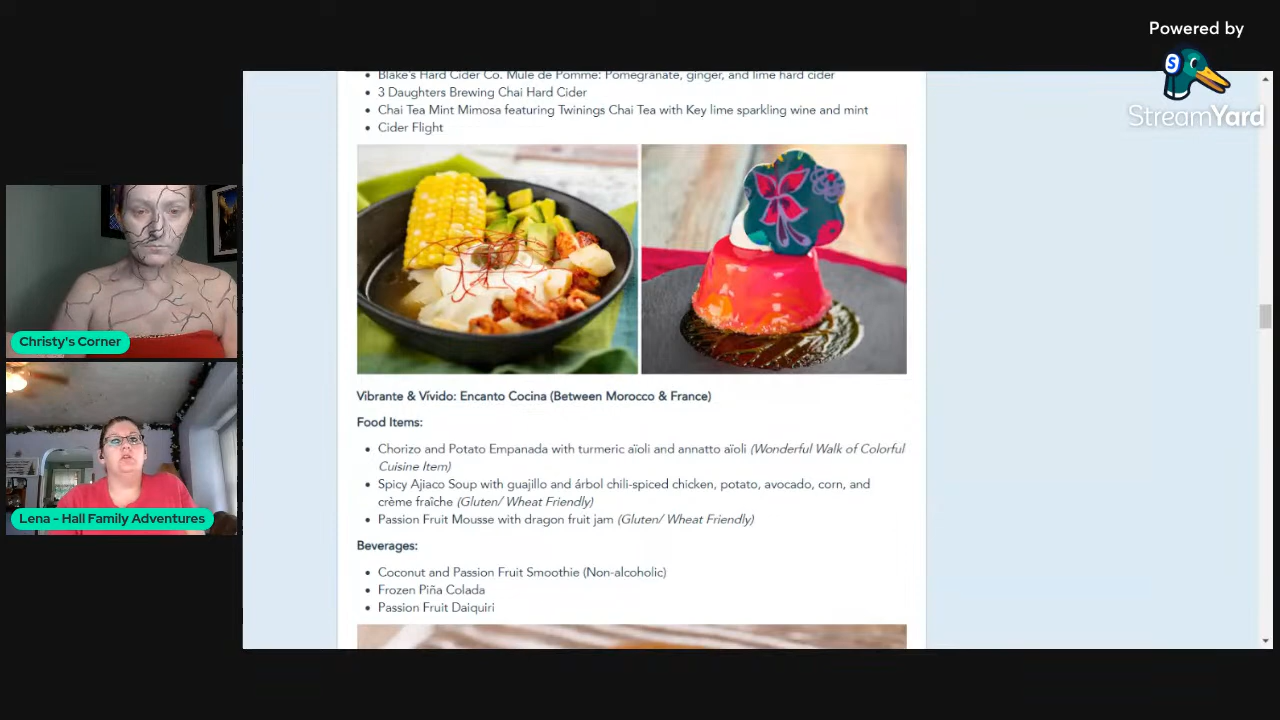 Powered by
StreamYard
Blake's Hard Cider Co. Mule de Pomme: Pomegranate, ginger, and lime hard cider
3 Daughters Brewing Chai Hard Cider
Chai Tea Mint Mimosa featuring Twinings Chai Tea with Key lime sparkling wine and mint
Cider Flight
Vibrante & Vívido: Encanto Cocina (Between Morocco & France)
Food Items:
Chorizo and Potato Empanada with turmeric aïoli and annatto aïoli (Wonderful Walk of Colorful
Cuisine Item)
Spicy Ajiaco Soup with guajillo and árbol chili-spiced chicken, potato, avocado, corn, and
crème fraîche (Gluten/ Wheat Friendly)
Passion Fruit Mousse with dragon fruit jam (Gluten/ Wheat Friendly)
Beverages:
Coconut and Passion Fruit Smoothie (Non-alcoholic)
Frozen Piña Colada
Passion Fruit Daiquiri
Christy's Corner
Lena - Hall Family Adventures